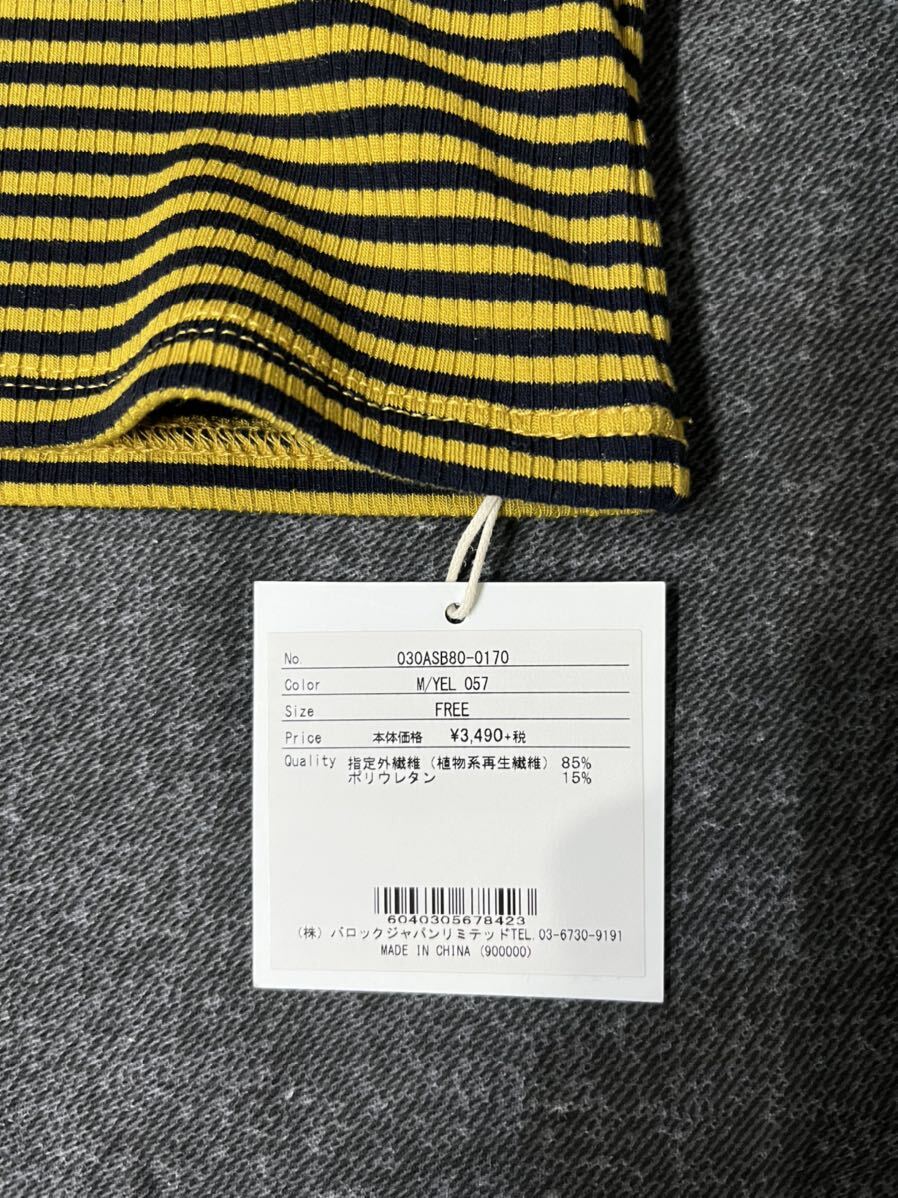 No. 030ASB80-0170
Color M/YEL 057
Size FREE
Price 本体価格 ¥3,490+税
Quality 指定外繊維（植物系再生繊維） 85%
ポリウレタン 15%
6040305678423
（株）バロックジャパンリミテッドTEL.03-6730-9191
MADE IN CHINA (900000)